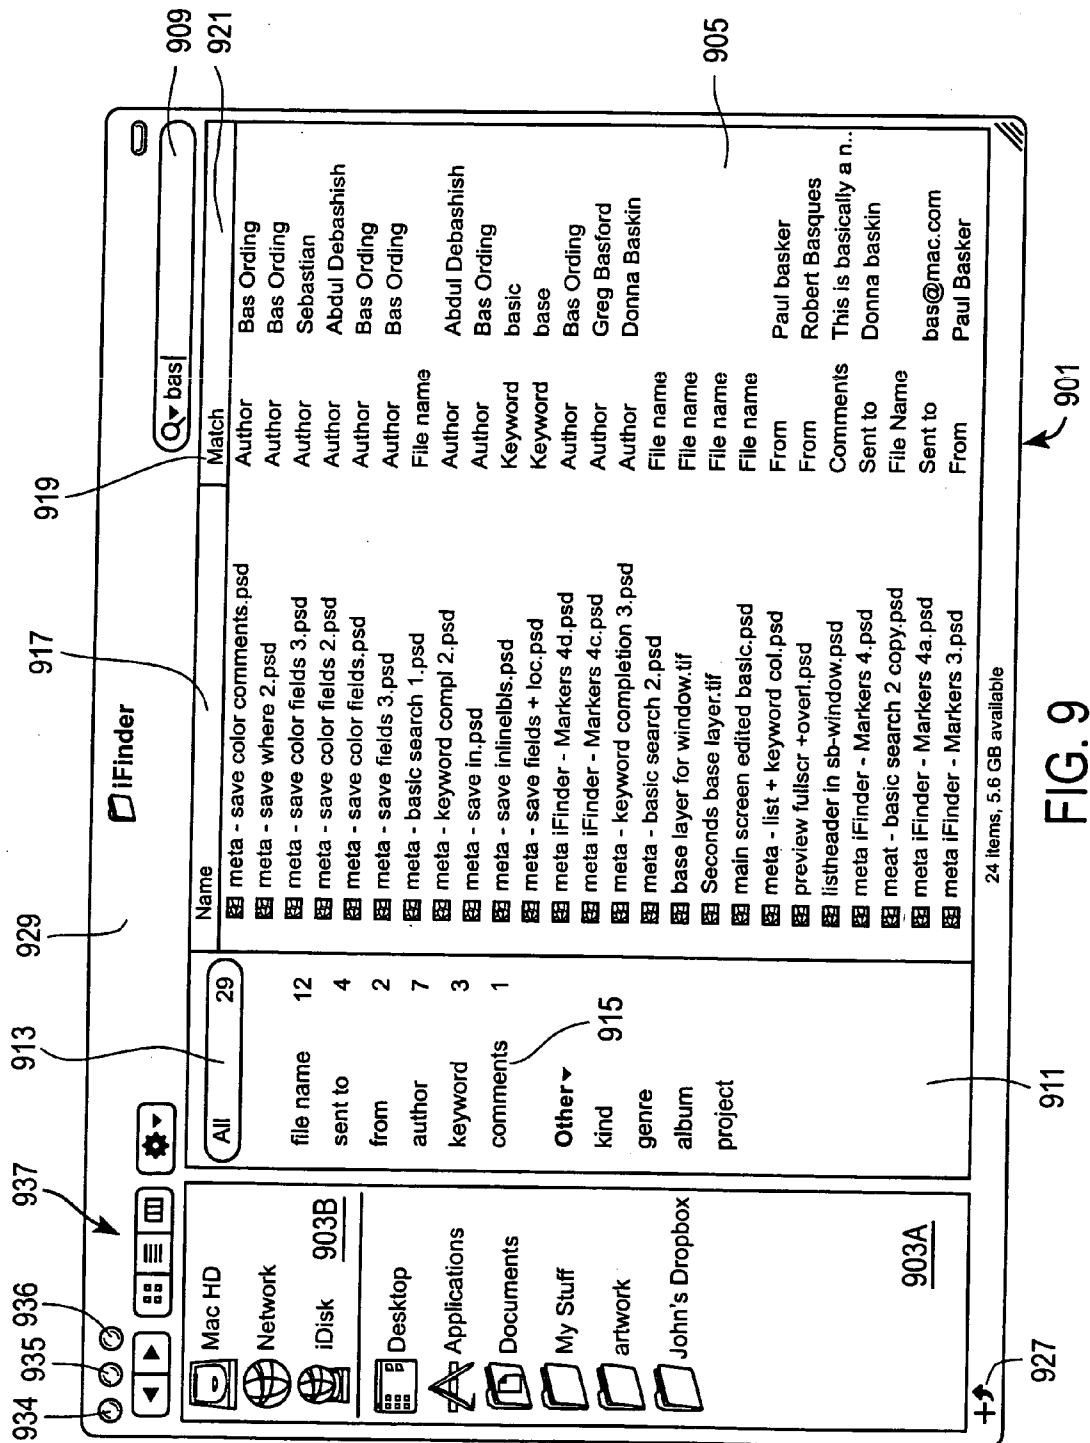 934
935
936
937
913
929
917
919
909
921
iFinder
bas
Mac HD
Network
iDisk
903B
Desktop
Applications
Documents
My Stuff
artwork
John's Dropbox
903A
All 29
file name 12
sent to 4
from 2
author 7
keyword 3
comments 1
915
Other
kind
genre
album
project
Name Match
meta - save color comments.psd Author Bas Ording
meta - save where 2.psd Author Bas Ording
meta - save color fields 3.psd Author Sebastian
meta - save color fields 2.psd Author Abdul Debashish
meta - save color fields.psd Author Bas Ording
meta - save fields 3.psd Author Bas Ording
meta - basic search 1.psd File name
meta - keyword compl 2.psd Author Abdul Debashish
meta - save in.psd Author Bas Ording
meta - save inlinelbls.psd Keyword basic
meta - save fields + loc.psd Keyword base
meta iFinder - Markers 4d.psd Author Bas Ording
meta iFinder - Markers 4c.psd Author Greg Basford
meta - keyword completion 3.psd Author Donna Baskin
meta - basic search 2.psd File name
base layer for window.tif File name
Seconds base layer.tif File name
main screen edited basic.psd File name
meta - list + keyword col.psd From Paul basker
preview fullscr +overl.psd From Robert Basques
listheader in sb-window.psd Comments This is basically a n..
meta iFinder - Markers 4.psd Sent to Donna baskin
meat - basic search 2 copy.psd File Name
meta iFinder - Markers 4a.psd Sent to bas@mac.com
meta iFinder - Markers 3.psd From Paul Basker
905
24 items, 5.6 GB available
927
911
901
FIG. 9